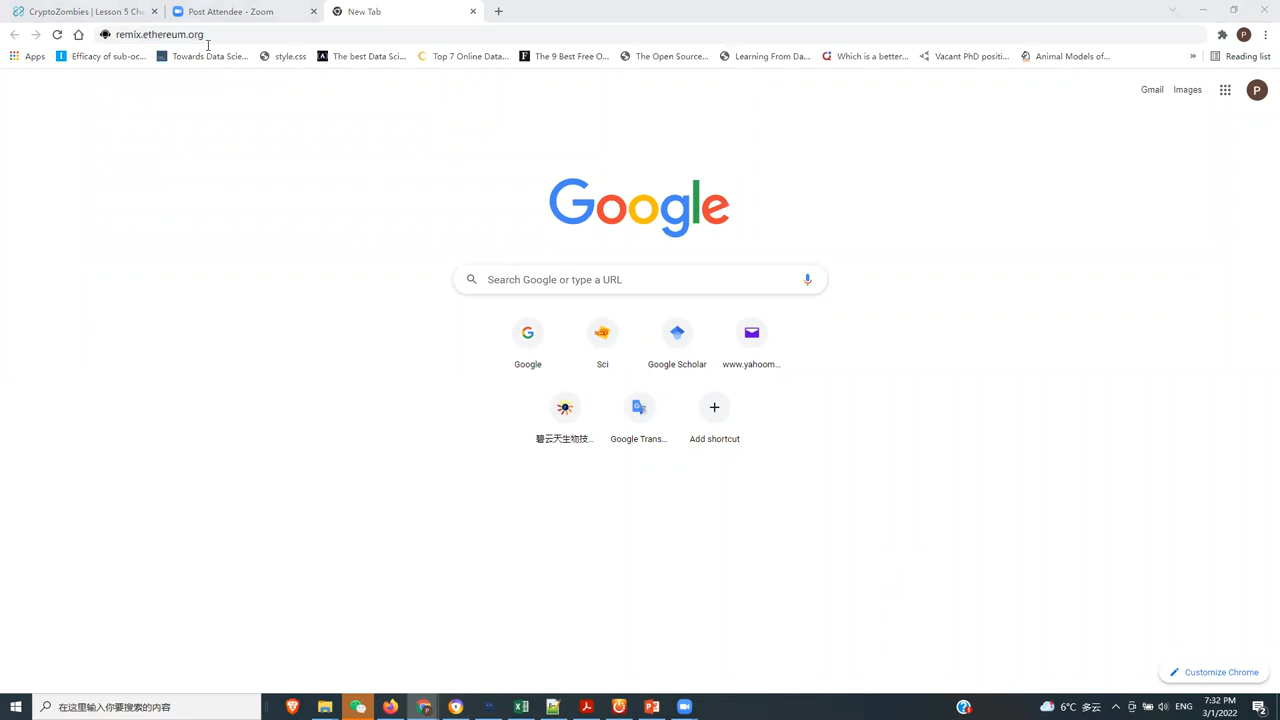 CryptoZombies | Lesson 5 Cha
Post Attendee - Zoom
New Tab
remix.ethereum.org
P
Apps
Efficacy of sub-oc...
Towards Data Scie...
style.css
The best Data Sci...
Top 7 Online Data...
The 9 Best Free O...
The Open Source...
Learning From Da...
Which is a better...
Vacant PhD positi...
Animal Models of...
»
Reading list
Gmail
Images
P
Google
Search Google or type a URL
Google
Sci
Google Scholar
www.yahoom...
碧云天生物技...
Google Trans...
Add shortcut
Customize Chrome
在这里输入你要搜索的内容
6°C 多云
ENG
7:32 PM
3/1/2022